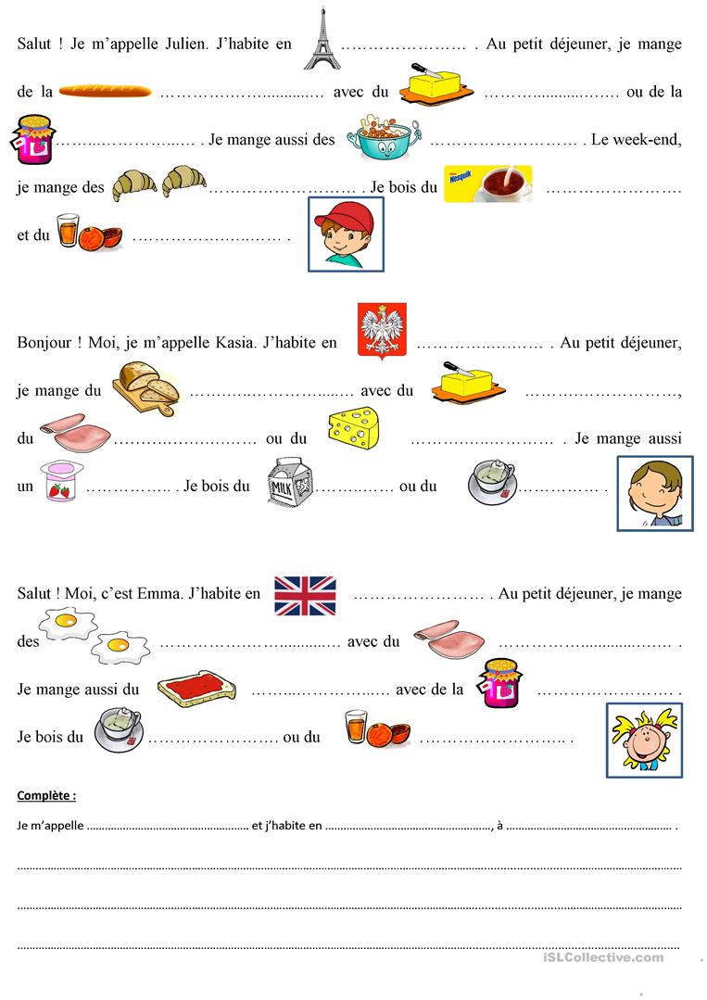 Salut ! Je m’appelle Julien. J’habite en …………………… . Au petit déjeuner, je mange
de la ………………............… avec du ………............……. ou de la
……...……………..…. . Je mange aussi des ……………………… . Le week-end,
je mange des ……………………… . Je bois du Nesquik …………………….
et du …………………..…… .
Bonjour ! Moi, je m’appelle Kasia. J’habite en …………..……… . Au petit déjeuner,
je mange du …………………….....… avec du ………………………,
du ……...…..…………. ou du ……………………… . Je mange aussi
un ……………. . Je bois du MILK ……………. ou du ……………. .
Salut ! Moi, c’est Emma. J’habite en ……………………. . Au petit déjeuner, je mange
des …………………….....… avec du …………………......……. .
Je mange aussi du …....…………....… avec de la …………………… .
Je bois du …………………… ou du …………………….. .
Complète :
Je m’appelle ………………………………………… et j’habite en …………………………………………, à ………………………………………… .
iSLCollective.com